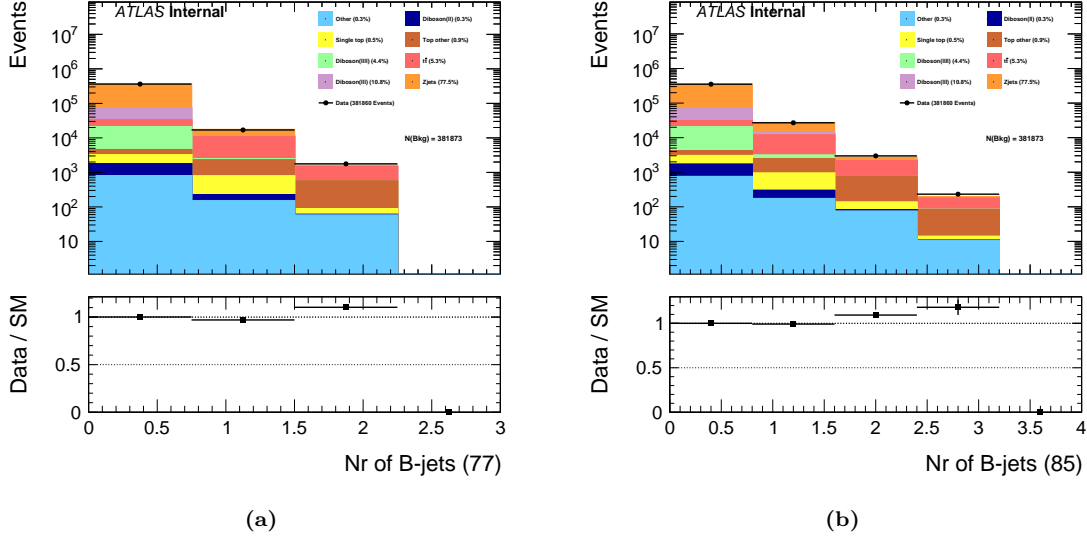 ATLAS Internal
Events
10⁷
10⁶
10⁵
10⁴
10³
10²
10
Other (0.3%)
Diboson(ll) (0.3%)
Single top (0.5%)
Top other (0.9%)
Diboson(llll) (4.4%)
tt̄ (5.3%)
Diboson(lll) (10.8%)
Zjets (77.5%)
Data (381860 Events)
N(Bkg) = 381873
Data / SM
1
0.5
0
0 0.5 1 1.5 2 2.5 3
Nr of B-jets (77)
(a)
ATLAS Internal
Events
10⁷
10⁶
10⁵
10⁴
10³
10²
10
Other (0.3%)
Diboson(ll) (0.3%)
Single top (0.5%)
Top other (0.9%)
Diboson(llll) (4.4%)
tt̄ (5.3%)
Diboson(lll) (10.8%)
Zjets (77.5%)
Data (381860 Events)
N(Bkg) = 381873
Data / SM
1
0.5
0
0 0.5 1 1.5 2 2.5 3 3.5 4
Nr of B-jets (85)
(b)